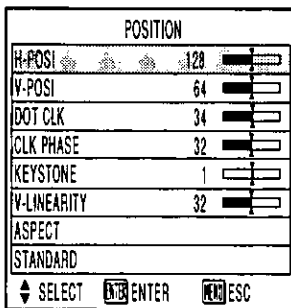 POSITION
H-POSI 128
V-POSI 64
DOT CLK 34
CLK PHASE 32
KEYSTONE 1
V-LINEARITY 32
ASPECT
STANDARD
SELECT ENTER ENTER MENU ESC